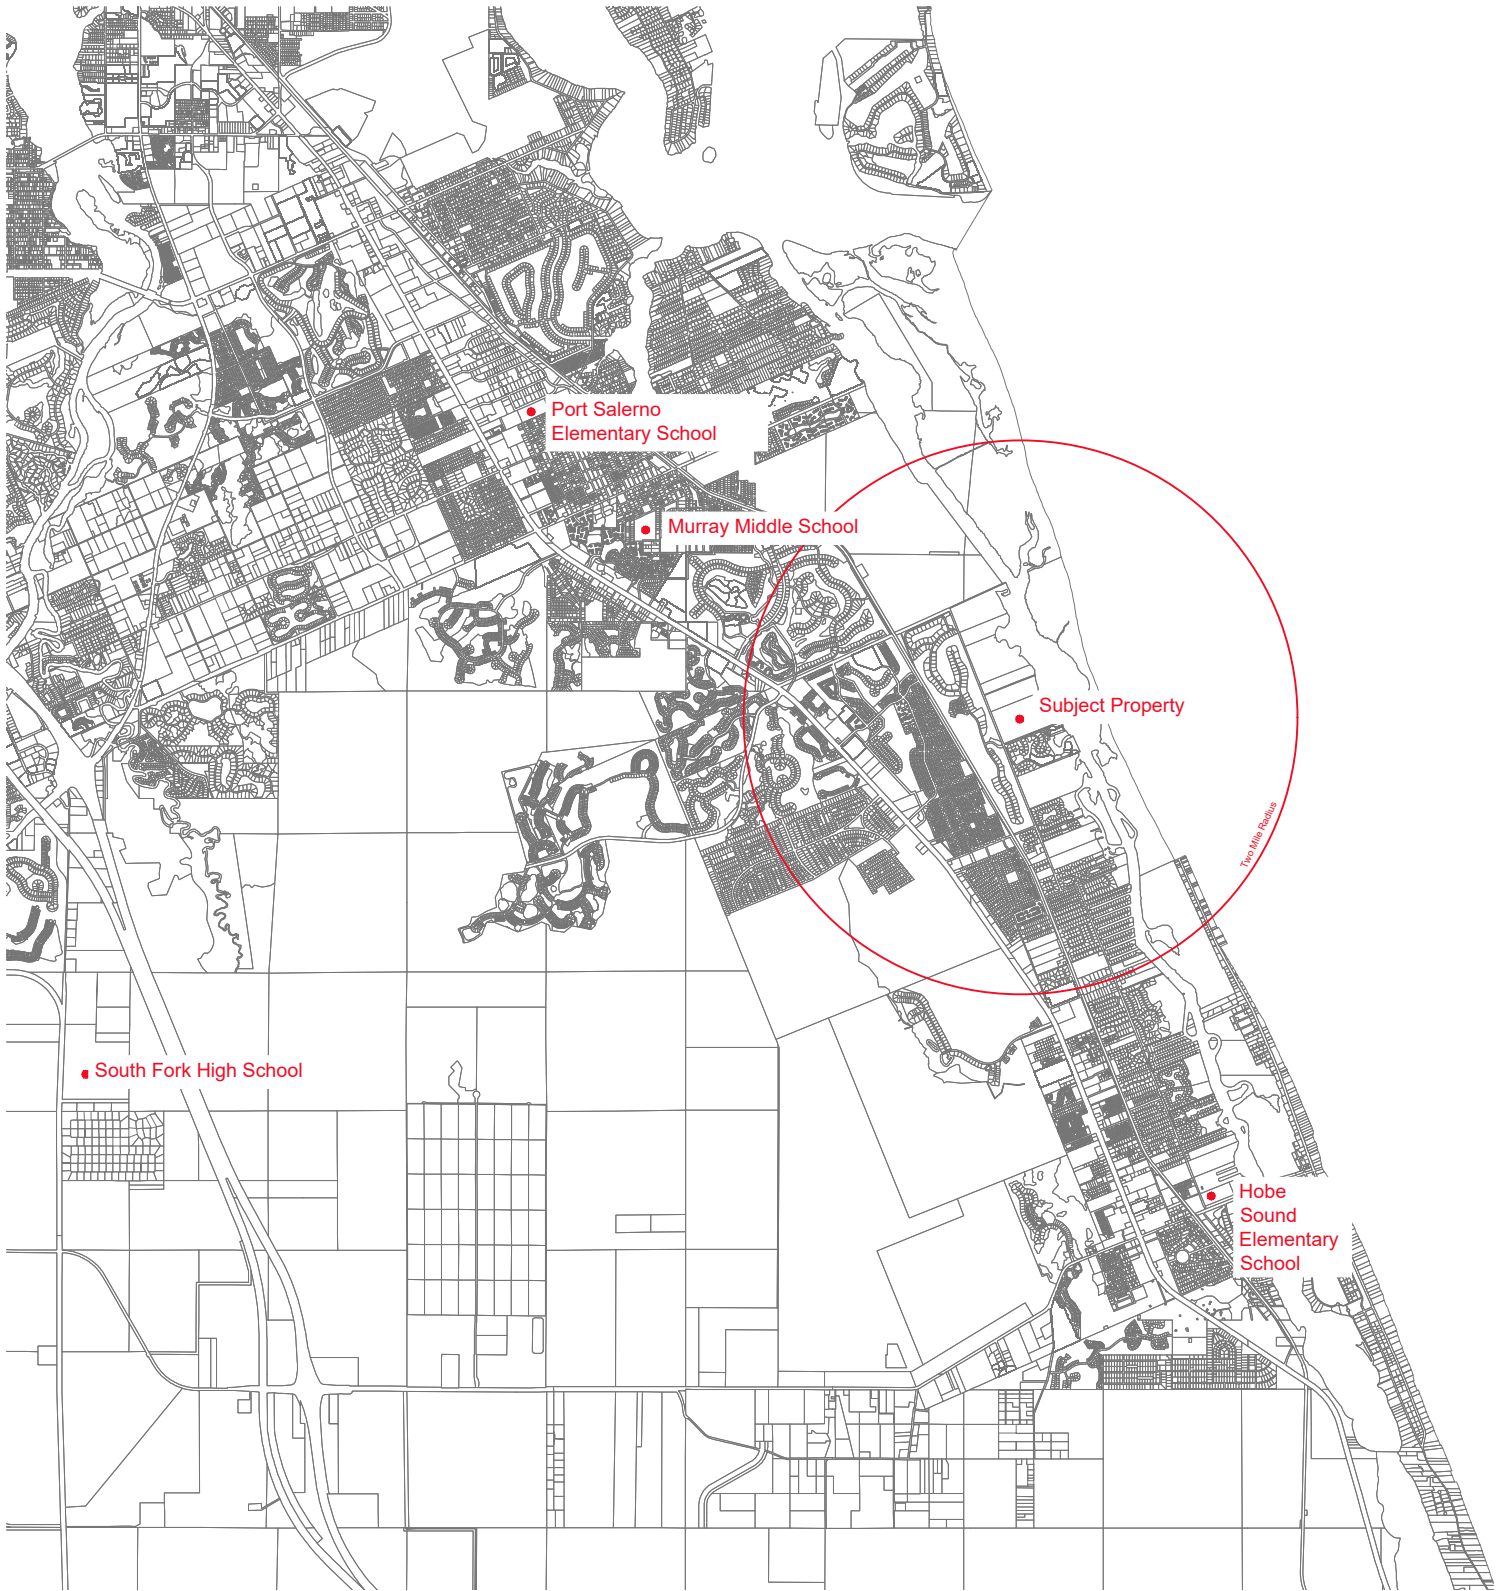 Port Salerno
Elementary School
Murray Middle School
Subject Property
Two Mile Radius
South Fork High School
Hobe
Sound
Elementary
School